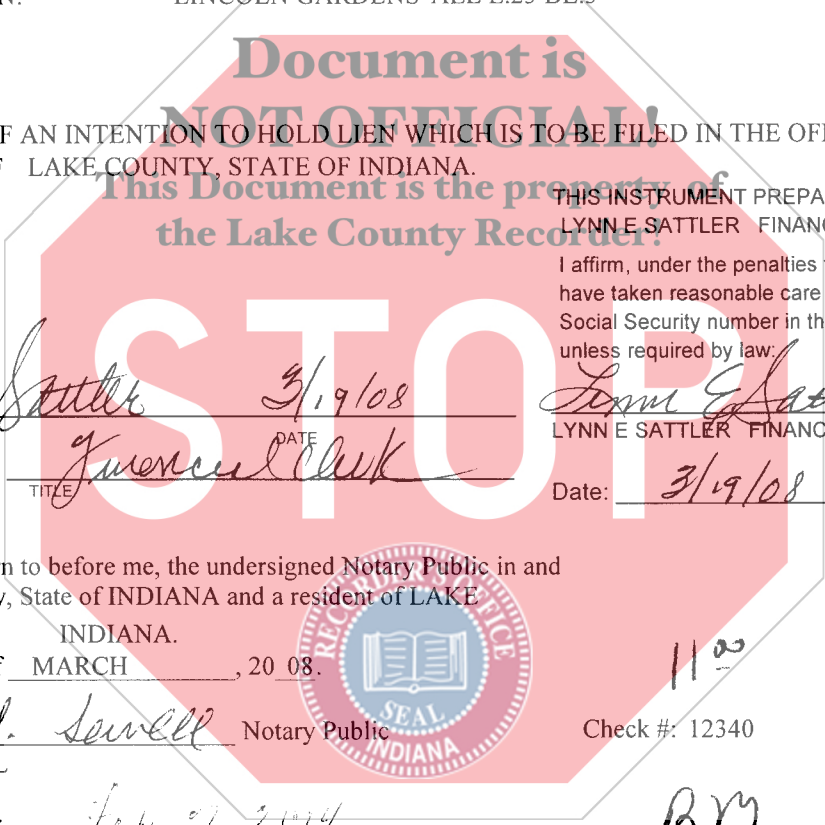 LINCOLN GARDENS ALL L.25 BL.3
Document is
NOT OFFICIAL!
F AN INTENTION TO HOLD LIEN WHICH IS TO BE FILED IN THE OFF
LAKE COUNTY, STATE OF INDIANA.
This Document is the property of
the Lake County Recorder!
THIS INSTRUMENT PREPA
LYNN E SATTLER FINANC
I affirm, under the penalties
have taken reasonable care
Social Security number in th
unless required by law:
STOP
Sattler 3/19/08
DATE
Financial Clerk
TITLE
Lynn E Sat
LYNN E SATTLER FINANC
Date: 3/19/08
n to before me, the undersigned Notary Public in and
y, State of INDIANA and a resident of LAKE
INDIANA.
MARCH , 20 08.
Sewell Notary Public
RECORDER'S OFFICE
SEAL
INDIANA
11 00
Check #: 12340